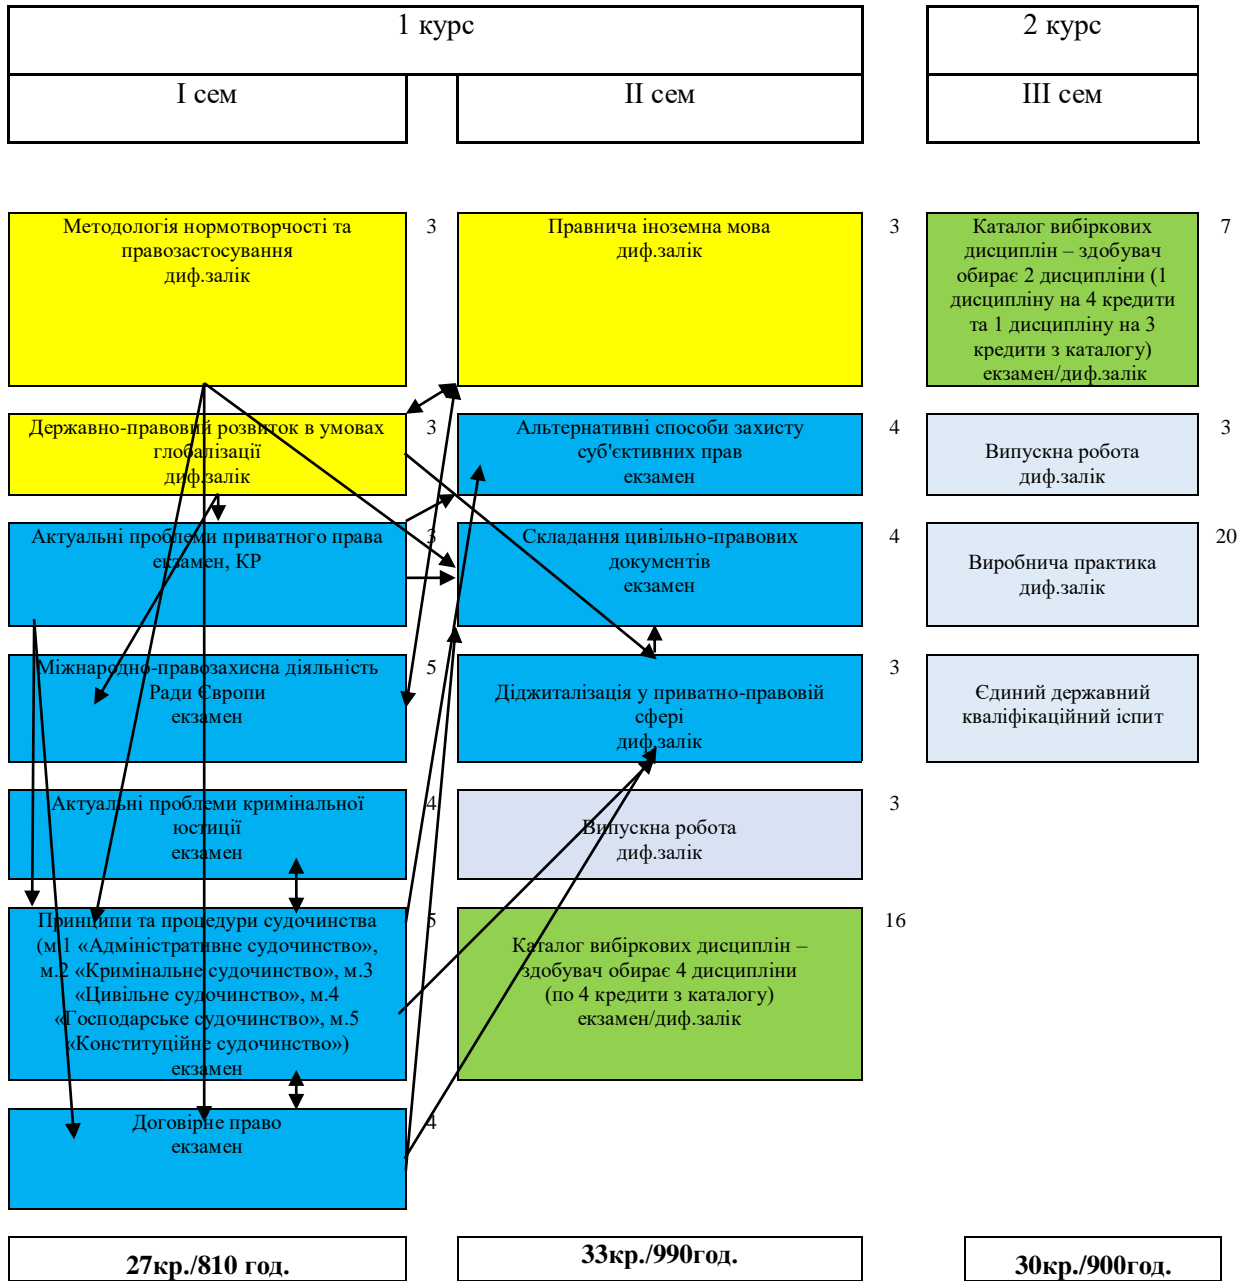 1 курс
2 курс
I сем
II сем
III сем
Методологія нормотворчості та
правозастосування
диф.залік
3
Правнича іноземна мова
диф.залік
3
Каталог вибіркових
дисциплін – здобувач
обирає 2 дисципліни (1
дисципліну на 4 кредити
та 1 дисципліну на 3
кредити з каталогу)
екзамен/диф.залік
7
Державно-правовий розвиток в умовах
глобалізації
диф.залік
3
Альтернативні способи захисту
суб'єктивних прав
екзамен
4
Випускна робота
диф.залік
3
Актуальні проблеми приватного права
екзамен, КР
3
Складання цивільно-правових
документів
екзамен
4
Виробнича практика
диф.залік
20
Міжнародно-правозахисна діяльність
Ради Європи
екзамен
5
Діджиталізація у приватно-правовій
сфері
диф.залік
3
Єдиний державний
кваліфікаційний іспит
Актуальні проблеми кримінальної
юстиції
екзамен
4
Випускна робота
диф.залік
3
Принципи та процедури судочинства
(м.1 «Адміністративне судочинство»,
м.2 «Кримінальне судочинство», м.3
«Цивільне судочинство», м.4
«Господарське судочинство», м.5
«Конституційне судочинство»)
екзамен
5
Каталог вибіркових дисциплін –
здобувач обирає 4 дисципліни
(по 4 кредити з каталогу)
екзамен/диф.залік
16
Договірне право
екзамен
4
27кр./810 год.
33кр./990год.
30кр./900год.